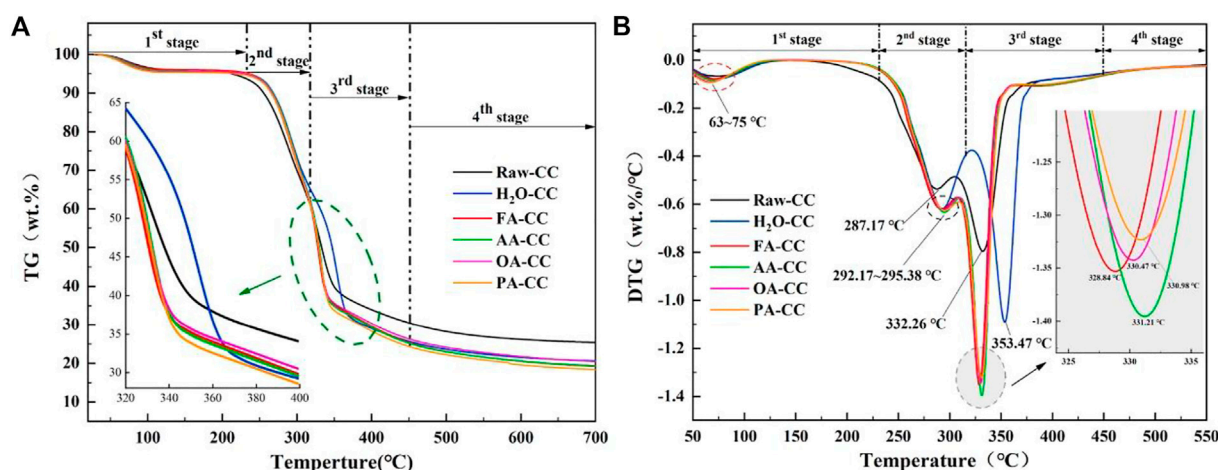 A
1st stage
2nd stage
3rd stage
4th stage
100
90
80
70
60
50
40
30
20
10
TG (wt.%)
65
60
55
50
45
40
35
30
320
340
360
380
400
Raw-CC
H2O-CC
FA-CC
AA-CC
OA-CC
PA-CC
100
200
300
400
500
600
700
Temperture(°C)
B
1st stage
2nd stage
3rd stage
4th stage
0.0
-0.2
-0.4
-0.6
-0.8
-1.0
-1.2
-1.4
DTG (wt.%/°C)
63~75 °C
287.17 °C
292.17~295.38 °C
332.26 °C
353.47 °C
Raw-CC
H2O-CC
FA-CC
AA-CC
OA-CC
PA-CC
-1.25
-1.30
-1.35
-1.40
328.84 °C
330.47 °C
330.98 °C
331.21 °C
325
330
335
50
100
150
200
250
300
350
400
450
500
550
Temperature (°C)